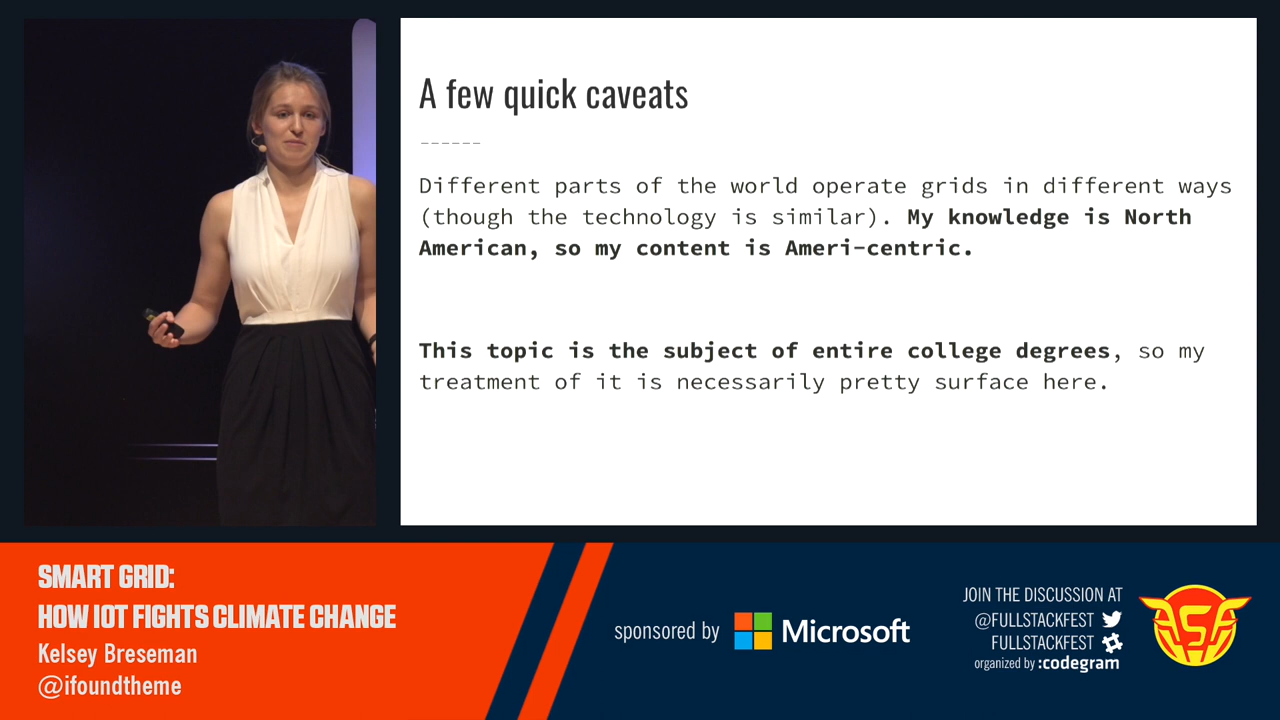 A few quick caveats
------
Different parts of the world operate grids in different ways
(though the technology is similar). My knowledge is North
American, so my content is Ameri-centric.
This topic is the subject of entire college degrees, so my
treatment of it is necessarily pretty surface here.
SMART GRID:
HOW IOT FIGHTS CLIMATE CHANGE
Kelsey Breseman
@ifoundtheme
sponsored by Microsoft
JOIN THE DISCUSSION AT
@FULLSTACKFEST
FULLSTACKFEST
organized by :codegram
FSF